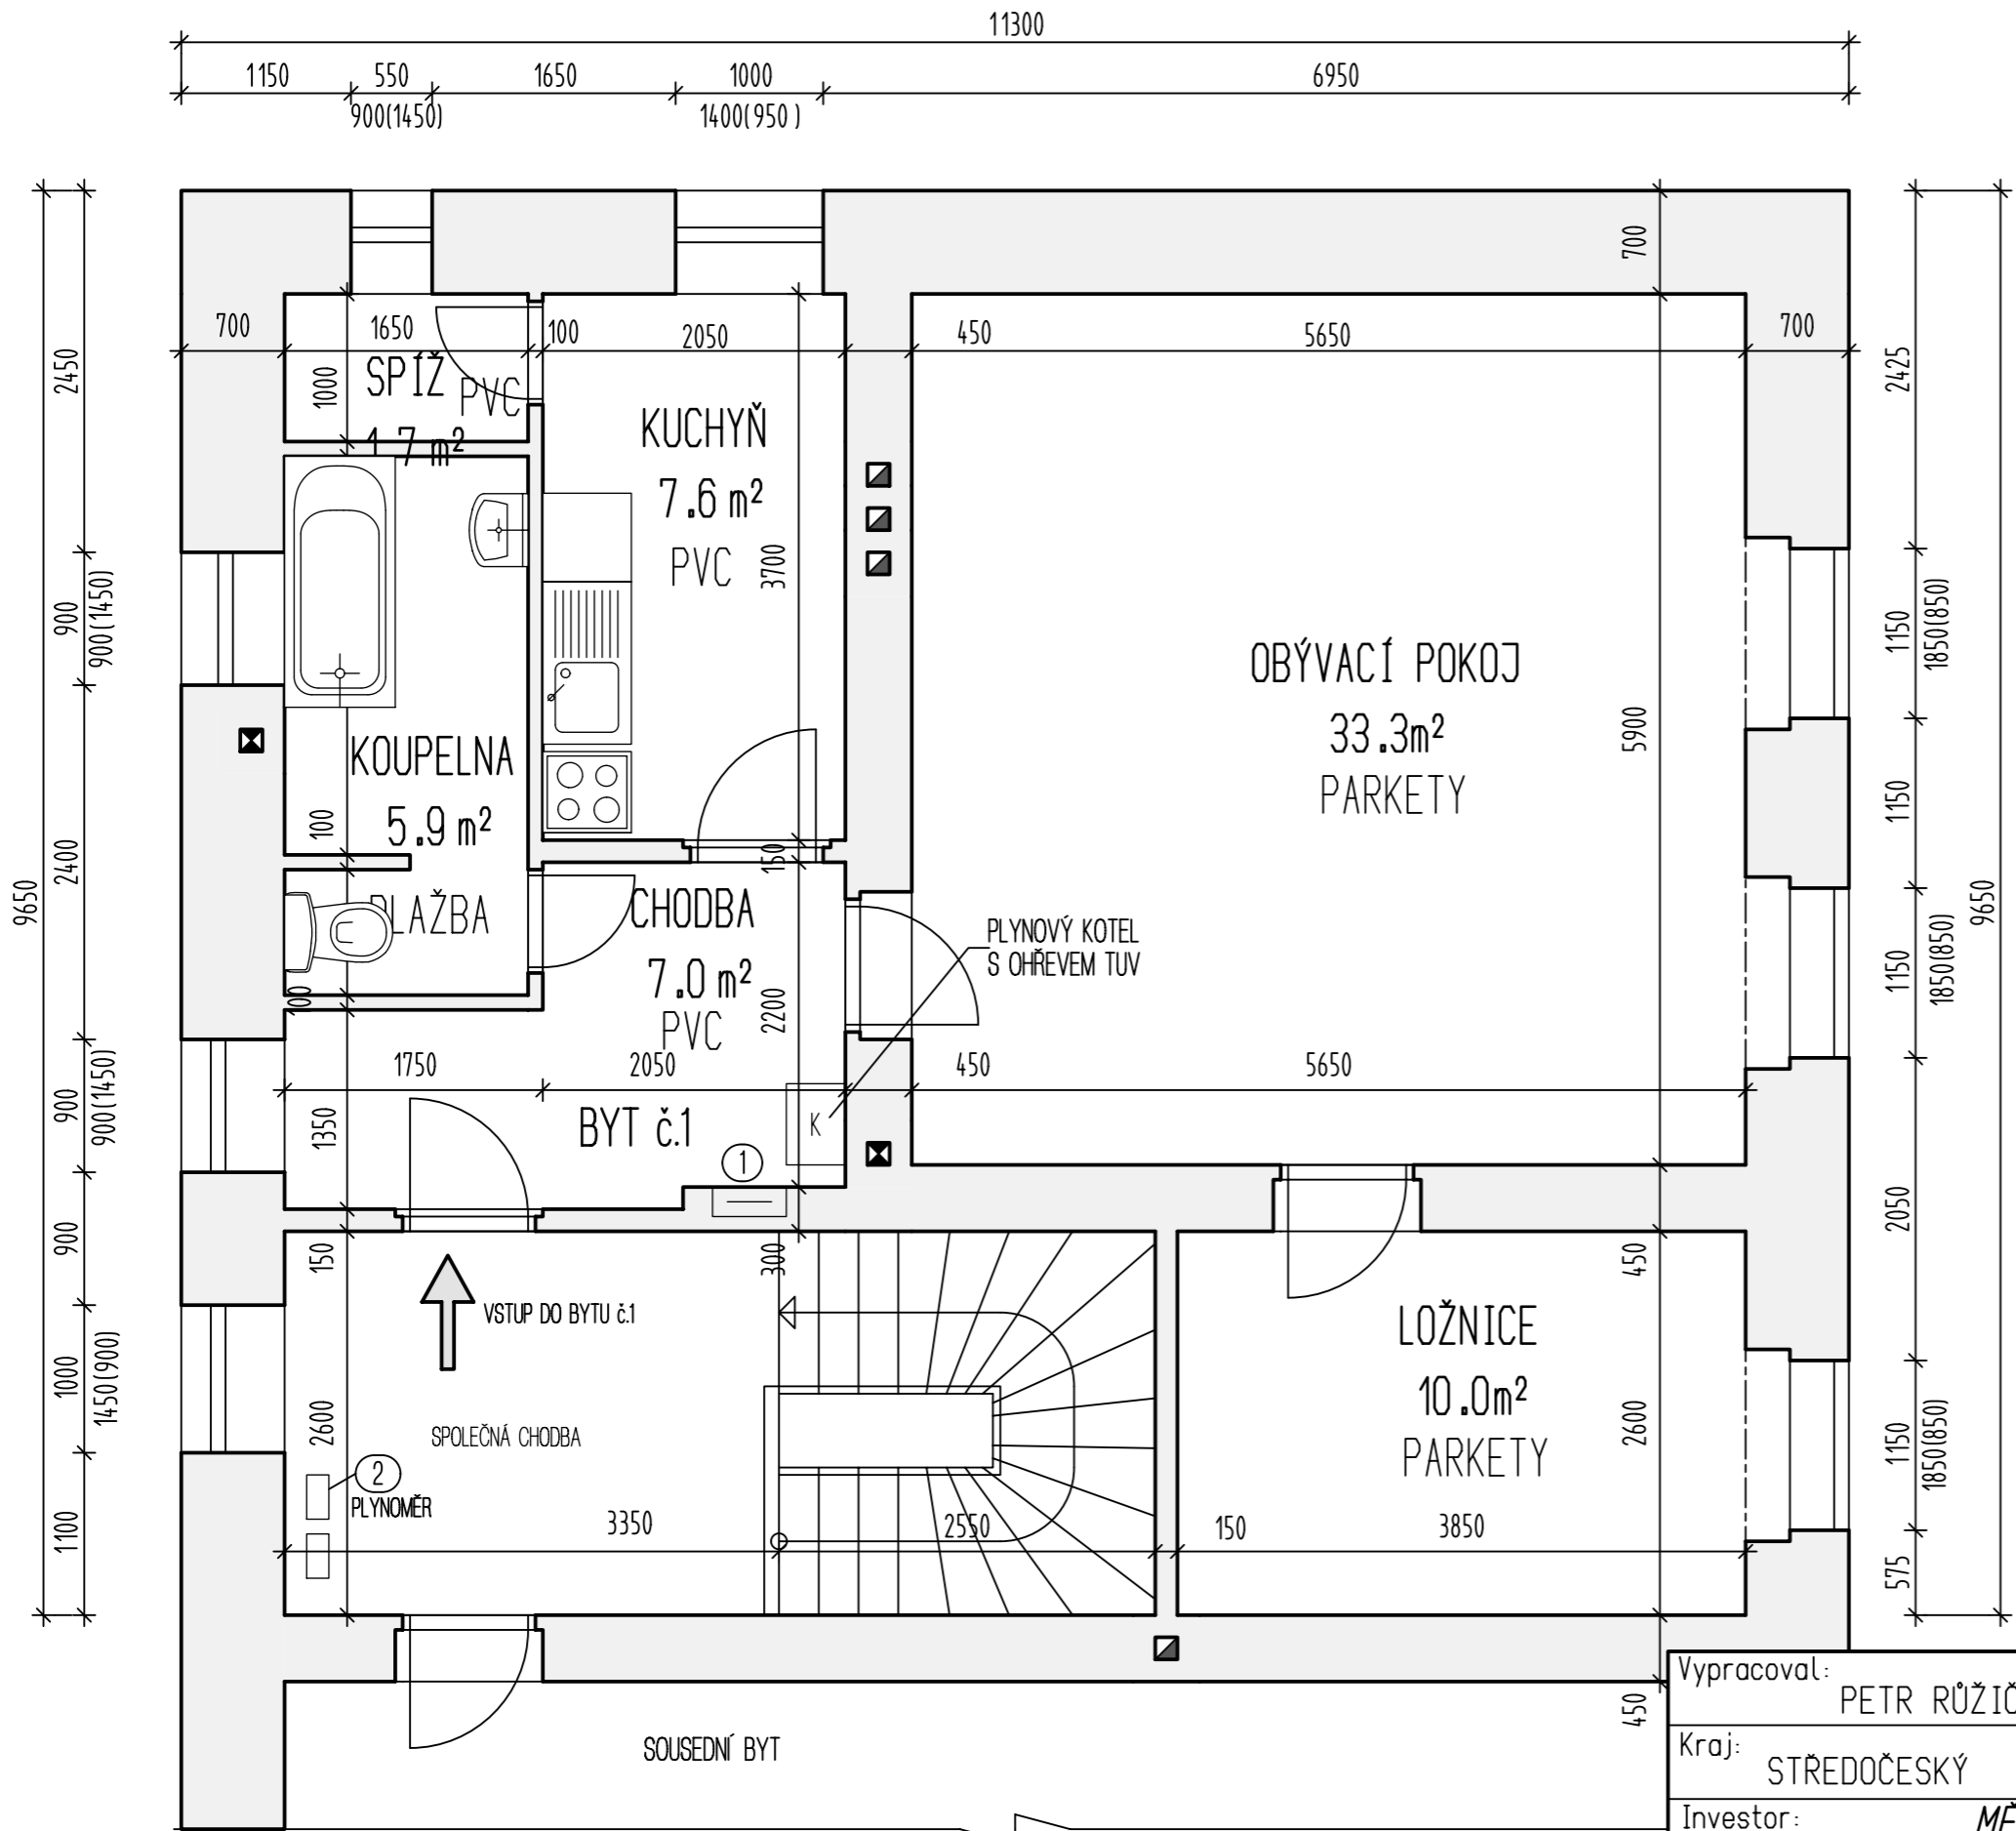 11300
1150 550 1650 1000 6950
900(1450) 1400(950)
700
700 1650 100 2050 450 5650 700
2450
2425
SPÍŽ
1000
PVC
1.7 m²
KUCHYŇ
7.6 m²
PVC
3700
900
900(1450)
1150
1850(850)
OBÝVACÍ POKOJ
33.3m²
PARKETY
5900
KOUPELNA
5.9 m²
100
PLAŽBA
2400
9650
1150
150
CHODBA
7.0 m²
PVC
2200
PLYNOVÝ KOTEL
S OHŘEVEM TUV
1150
1850(850)
9650
100
1750 2050 450 5650
900
900(1450)
1350
BYT č.1
K
1
2050
900
150
300
450
VSTUP DO BYTU č.1
LOŽNICE
10.0m²
PARKETY
1000
1450(900)
2600
SPOLEČNÁ CHODBA
2600
1150
1850(850)
2
PLYNOMĚR
1100
3350 2550 150 3850
575
450
SOUSEDNÍ BYT
Vypracoval:
PETR RŮŽIČ
Kraj:
STŘEDOČESKÝ
Investor:
MĚ